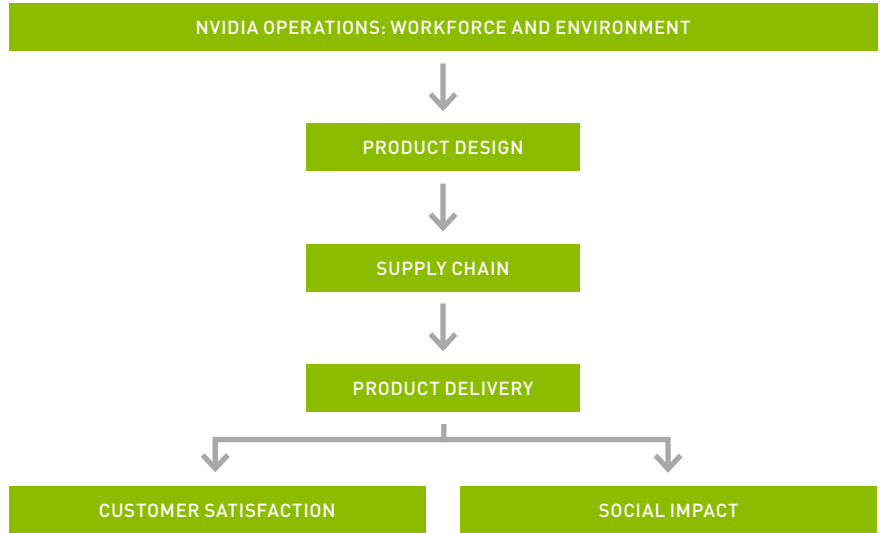 NVIDIA OPERATIONS: WORKFORCE AND ENVIRONMENT
PRODUCT DESIGN
SUPPLY CHAIN
PRODUCT DELIVERY
CUSTOMER SATISFACTION
SOCIAL IMPACT